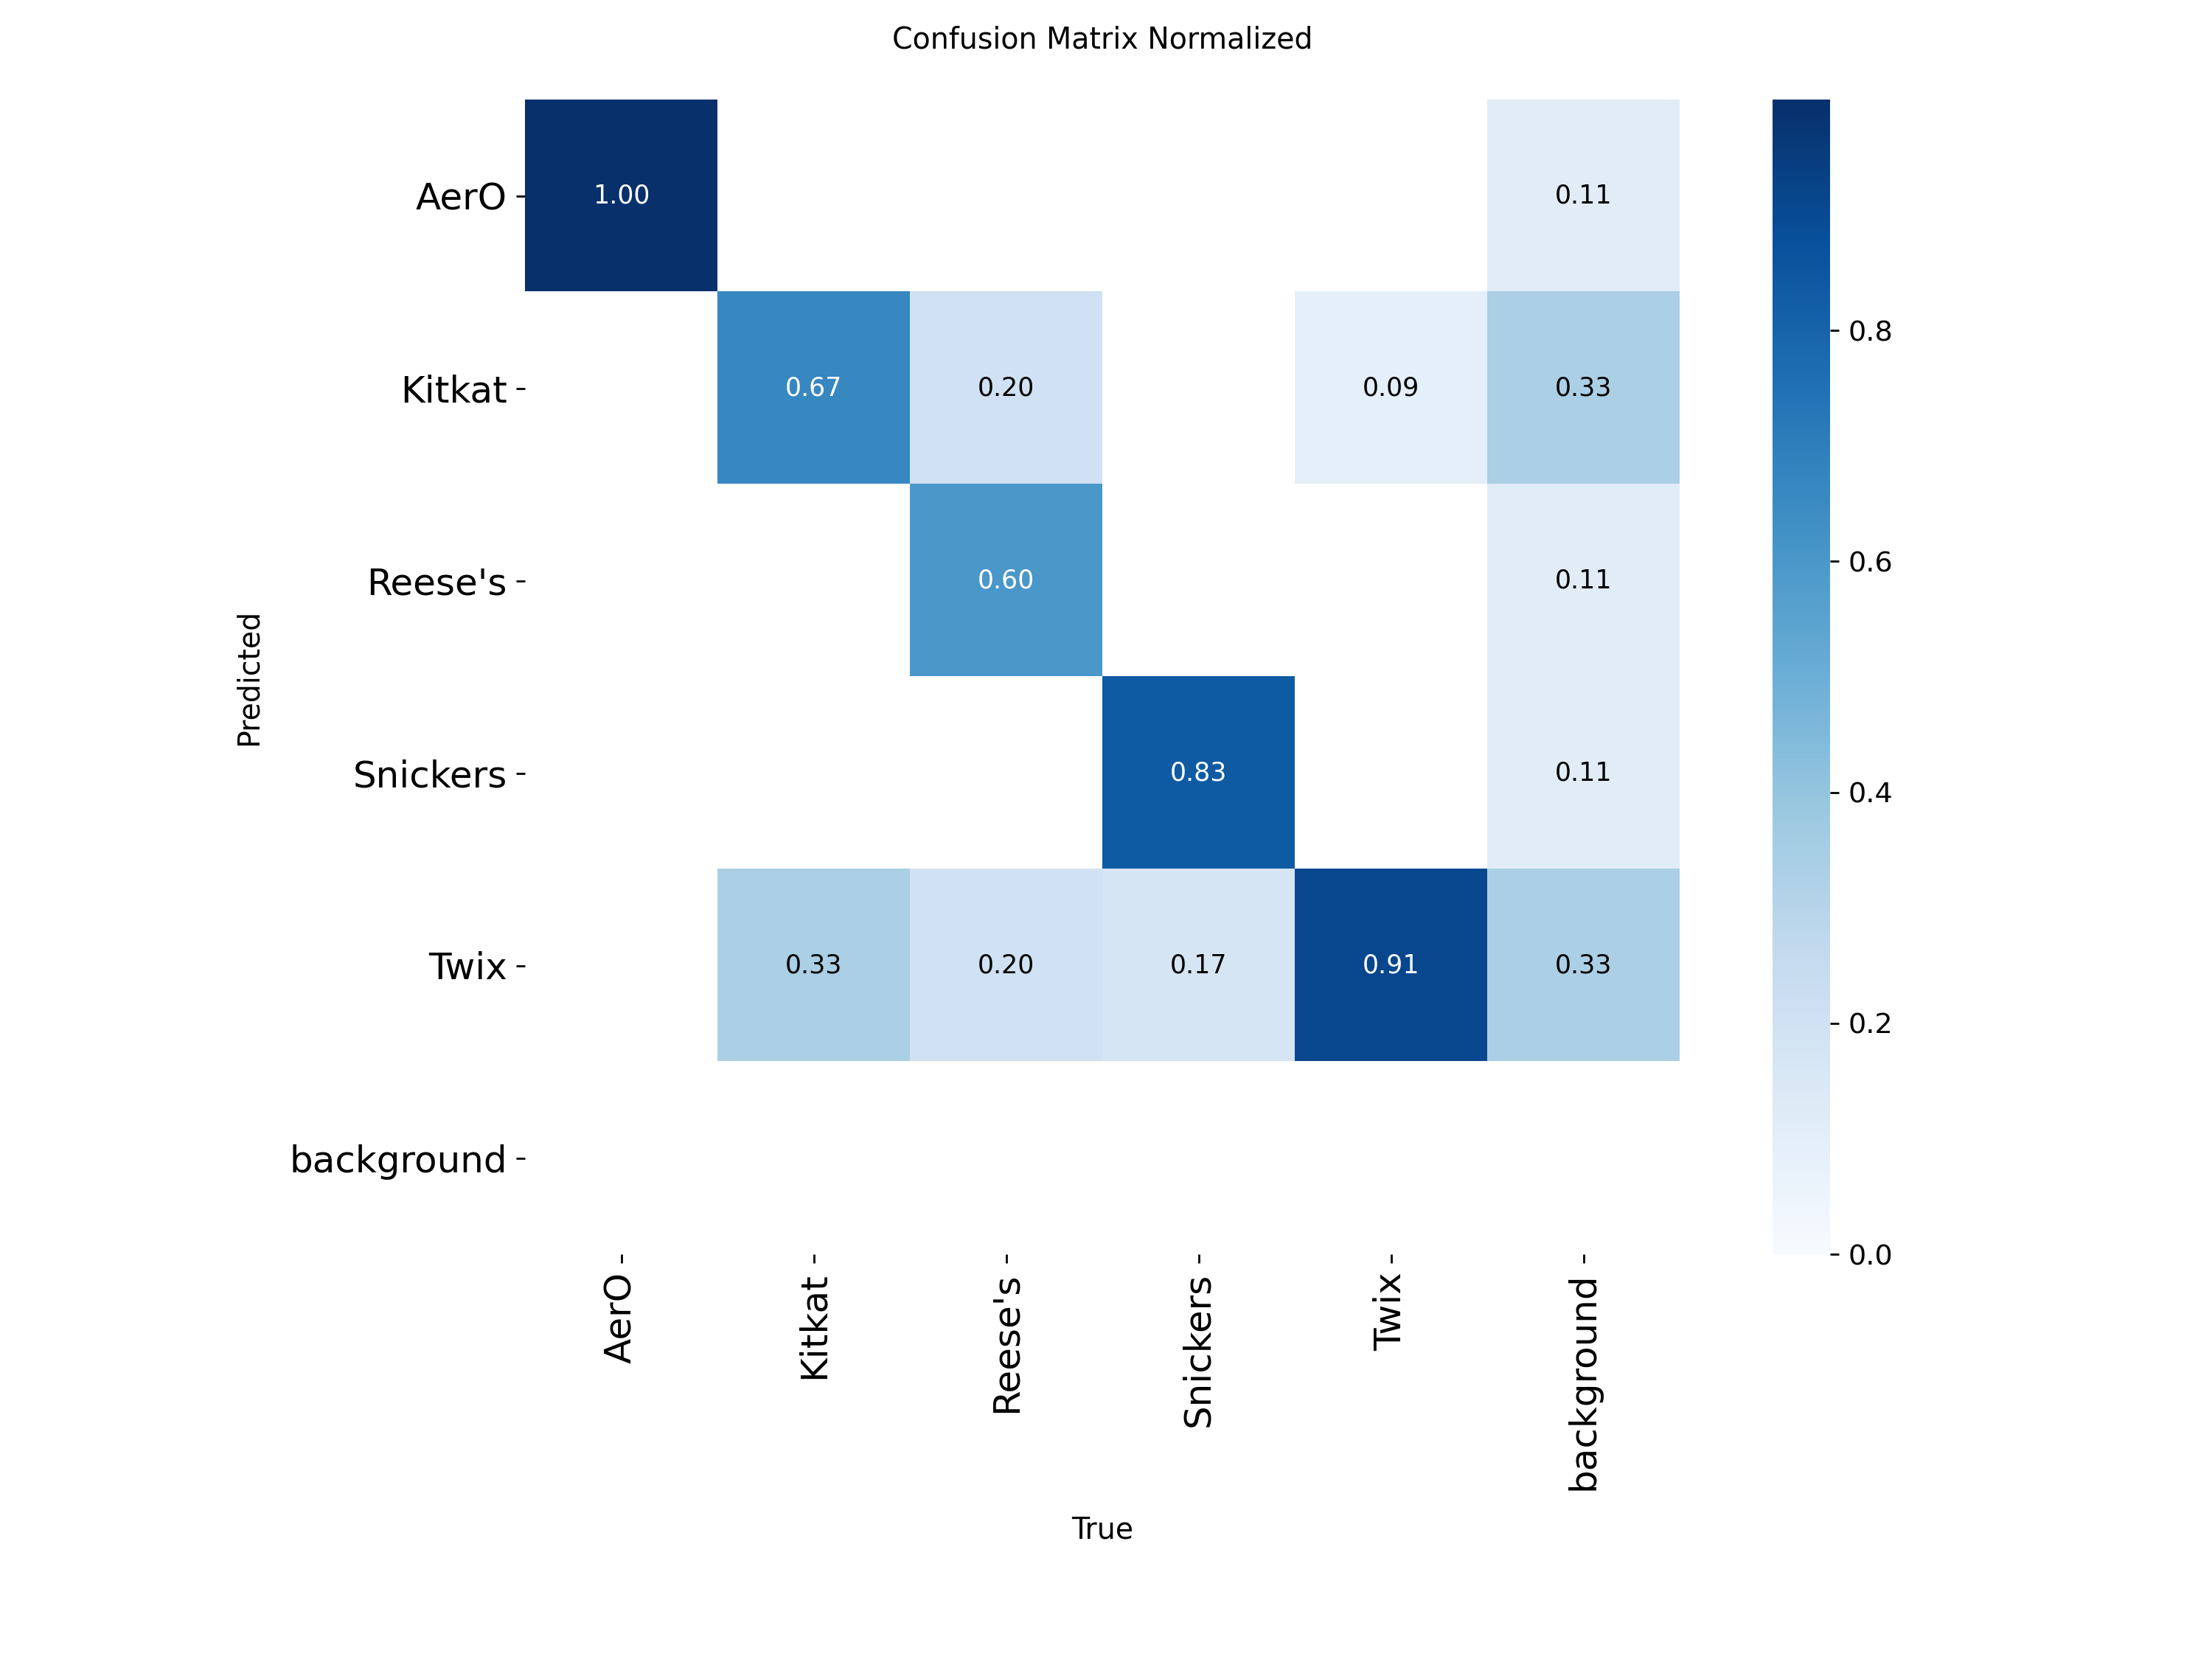 Confusion Matrix Normalized
AerO
1.00
0.11
Kitkat
0.67
0.20
0.09
0.33
Reese's
0.60
0.11
Snickers
0.83
0.11
Twix
0.33
0.20
0.17
0.91
0.33
background
Predicted
AerO
Kitkat
Reese's
Snickers
Twix
background
True
0.8
0.6
0.4
0.2
0.0